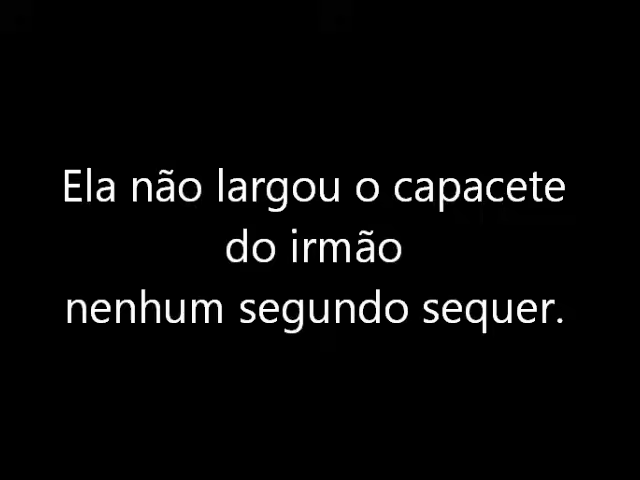 Ela não largou o capacete
do irmão
nenhum segundo sequer.